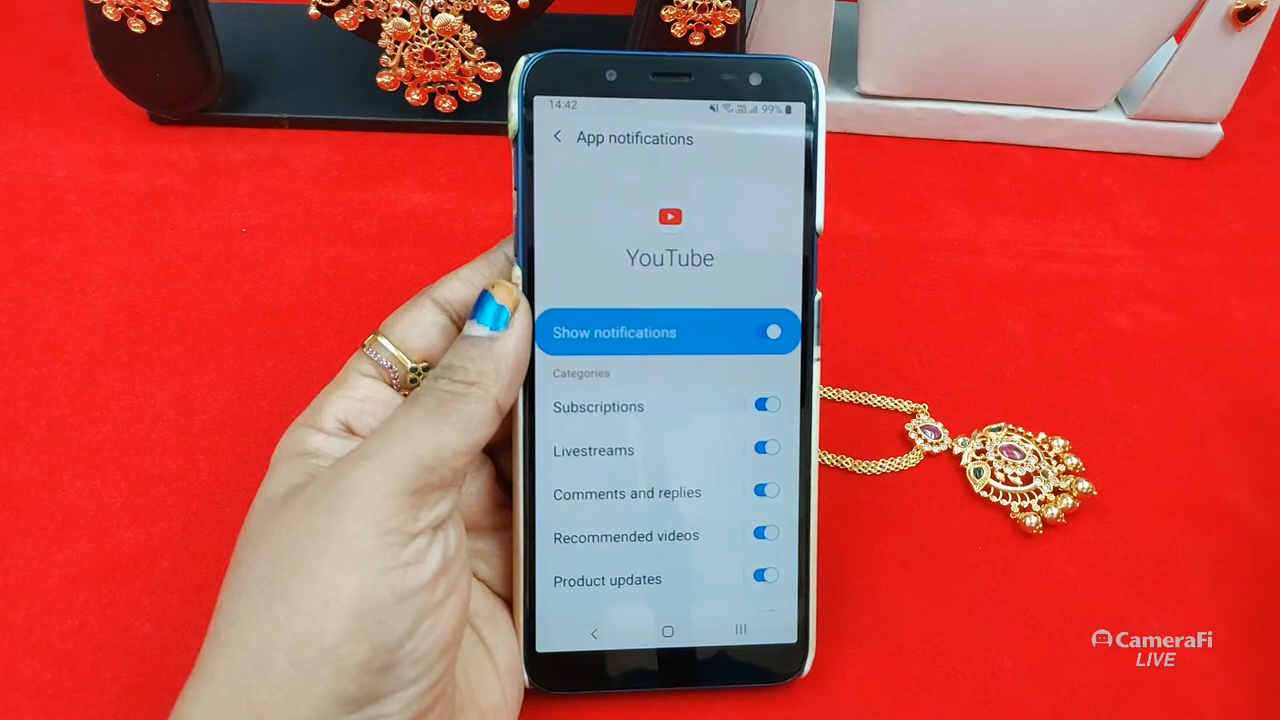 14:42
99%
App notifications
YouTube
Show notifications
Categories
Subscriptions
Livestreams
Comments and replies
Recommended videos
Product updates
CameraFi
LIVE